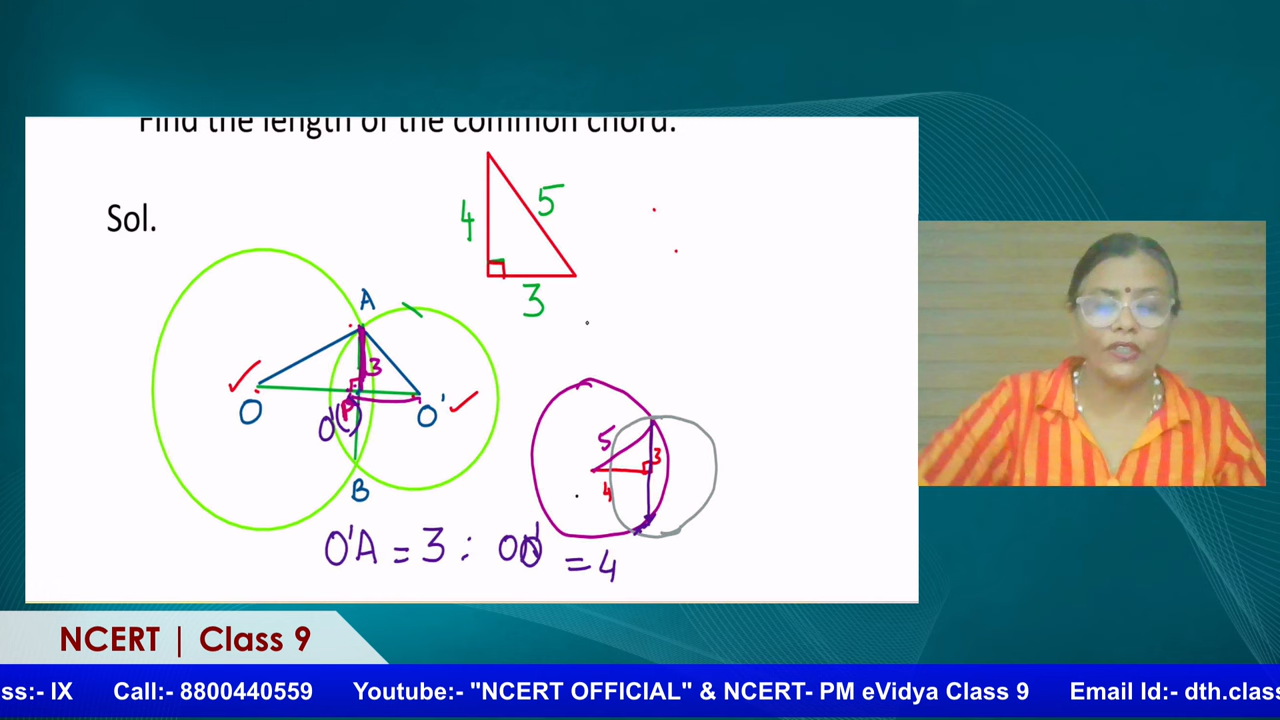 Find the length of the common chord.
Sol.
4
5
3
A
3
O
P
O'
O'
B
5
3
4
O'A = 3 : OO' = 4
NCERT | Class 9
ss:- IX Call:- 8800440559 Youtube:- "NCERT OFFICIAL" & NCERT- PM eVidya Class 9 Email Id:- dth.class